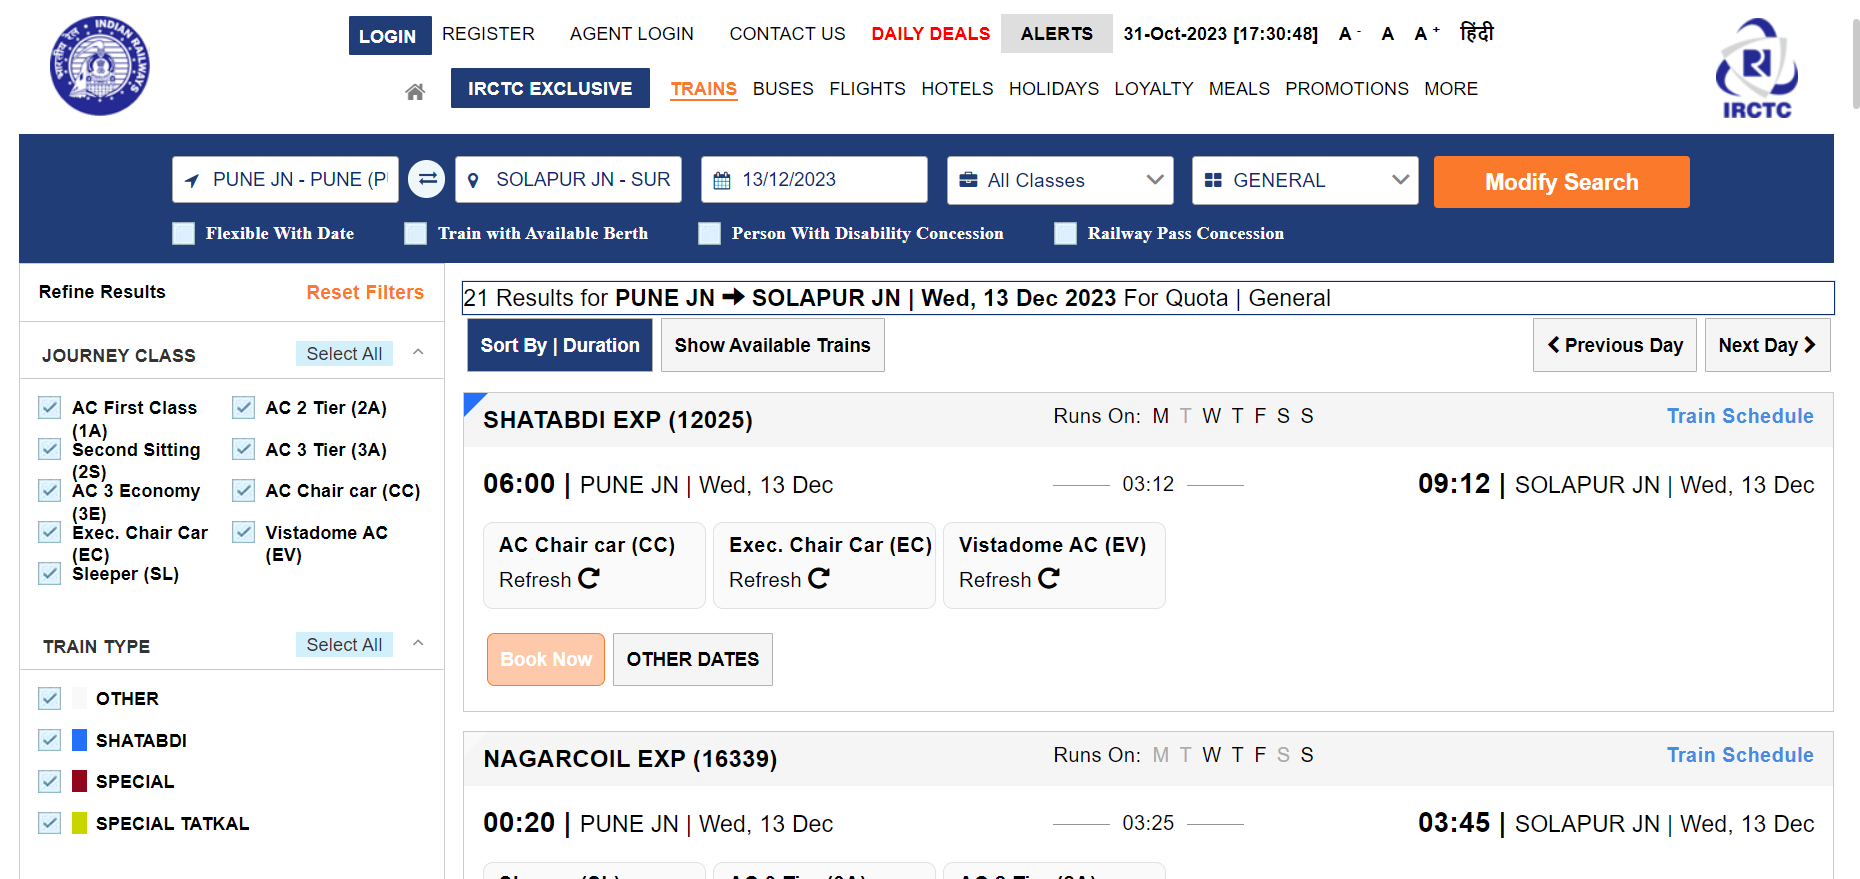 LOGIN REGISTER AGENT LOGIN CONTACT US DAILY DEALS ALERTS 31-Oct-2023 [17:30:48] A - A A + हिंदी
IRCTC EXCLUSIVE TRAINS BUSES FLIGHTS HOTELS HOLIDAYS LOYALTY MEALS PROMOTIONS MORE
INDIAN RAILWAYS
भारतीय रेल
IRCTC
PUNE JN - PUNE (P SOLAPUR JN - SUR 13/12/2023 All Classes GENERAL Modify Search
Flexible With Date Train with Available Berth Person With Disability Concession Railway Pass Concession
Refine Results Reset Filters
JOURNEY CLASS Select All
AC First Class (1A) AC 2 Tier (2A)
Second Sitting (2S) AC 3 Tier (3A)
AC 3 Economy (3E) AC Chair car (CC)
Exec. Chair Car (EC) Vistadome AC (EV)
Sleeper (SL)
TRAIN TYPE Select All
OTHER
SHATABDI
SPECIAL
SPECIAL TATKAL
21 Results for PUNE JN ➔ SOLAPUR JN | Wed, 13 Dec 2023 For Quota | General
Sort By | Duration Show Available Trains Previous Day Next Day
SHATABDI EXP (12025) Runs On: M T W T F S S Train Schedule
06:00 | PUNE JN | Wed, 13 Dec 03:12 09:12 | SOLAPUR JN | Wed, 13 Dec
AC Chair car (CC) Exec. Chair Car (EC) Vistadome AC (EV)
Refresh Refresh Refresh
Book Now OTHER DATES
NAGARCOIL EXP (16339) Runs On: M T W T F S S Train Schedule
00:20 | PUNE JN | Wed, 13 Dec 03:25 03:45 | SOLAPUR JN | Wed, 13 Dec